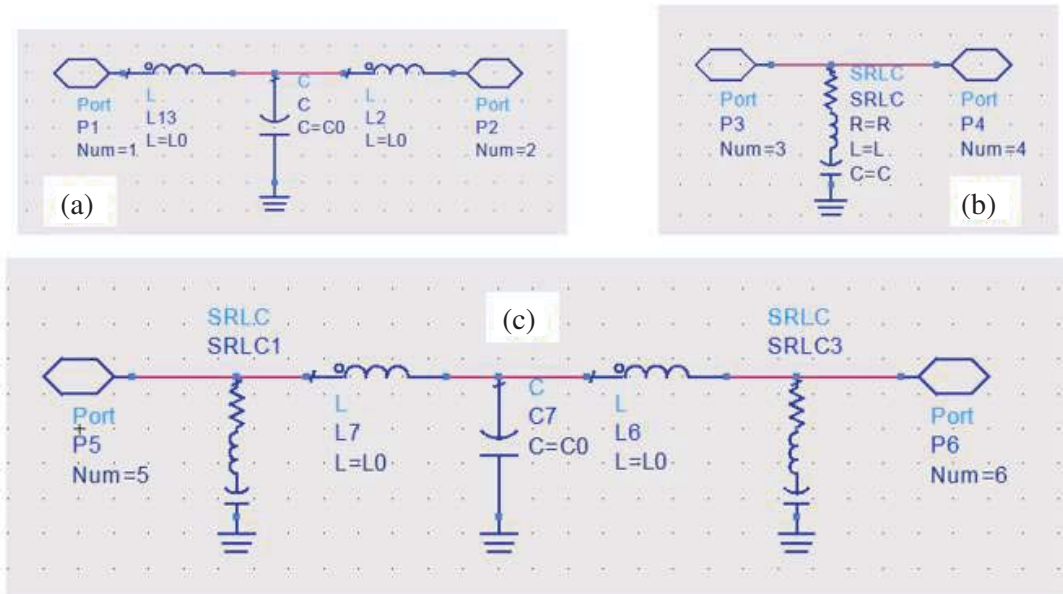 Port
P1
Num=1
L
L13
L=L0
C
C
C=C0
L
L2
L=L0
Port
P2
Num=2
(a)
Port
P3
Num=3
SRLC
SRLC
R=R
L=L
C=C
Port
P4
Num=4
(b)
(c)
SRLC
SRLC1
SRLC
SRLC3
Port
P5
Num=5
L
L7
L=L0
C
C7
C=C0
L
L6
L=L0
Port
P6
Num=6